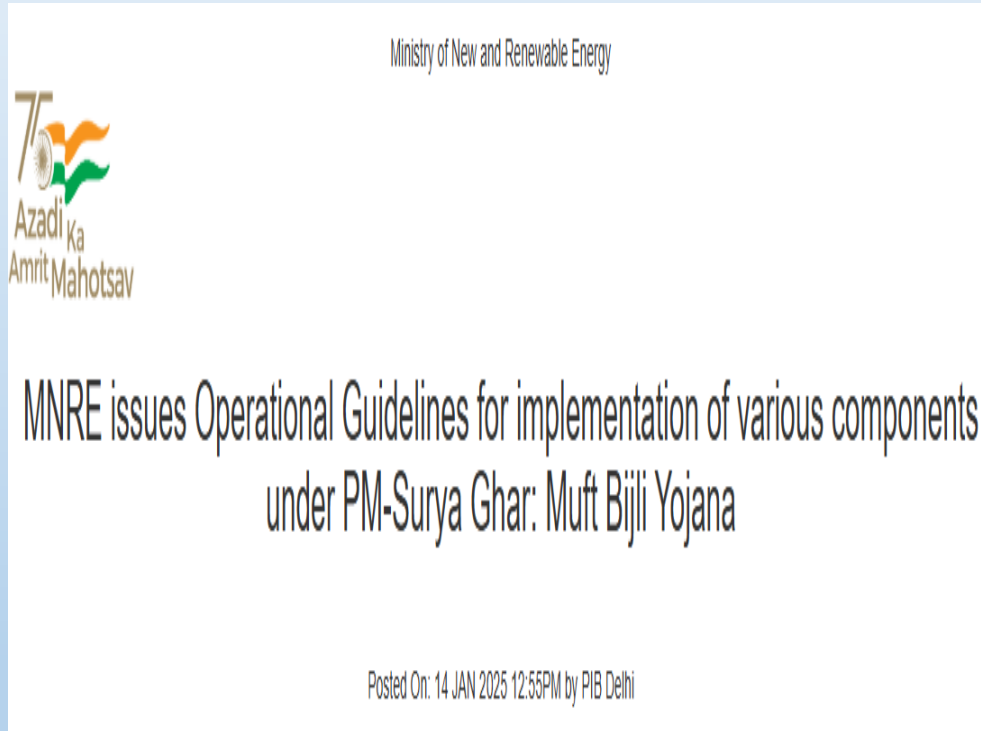 Ministry of New and Renewable Energy
75
Azadi Ka
Amrit Mahotsav
MNRE issues Operational Guidelines for implementation of various components
under PM-Surya Ghar: Muft Bijli Yojana
Posted On: 14 JAN 2025 12:55PM by PIB Delhi